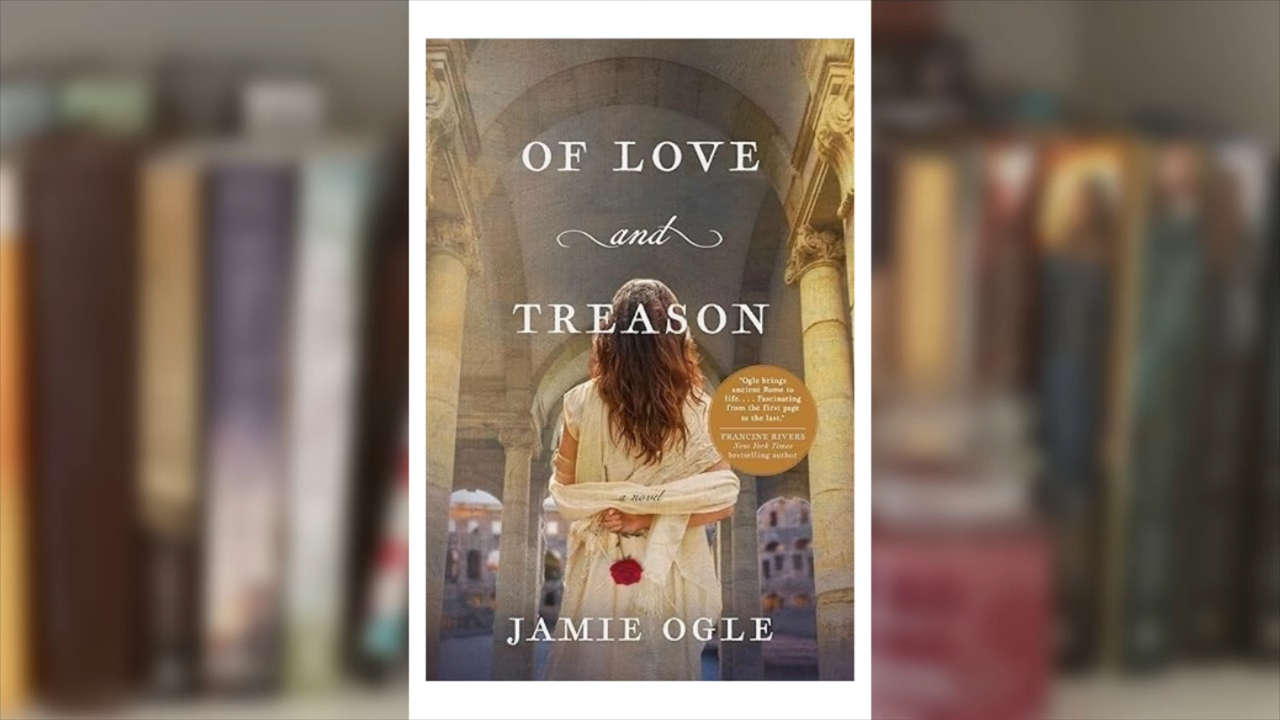 OF LOVE
and
TREASON
"Ogle brings
ancient Rome to
life. . . . Fascinating
from the first page
to the last."
FRANCINE RIVERS
New York Times
bestselling author
a novel
JAMIE OGLE